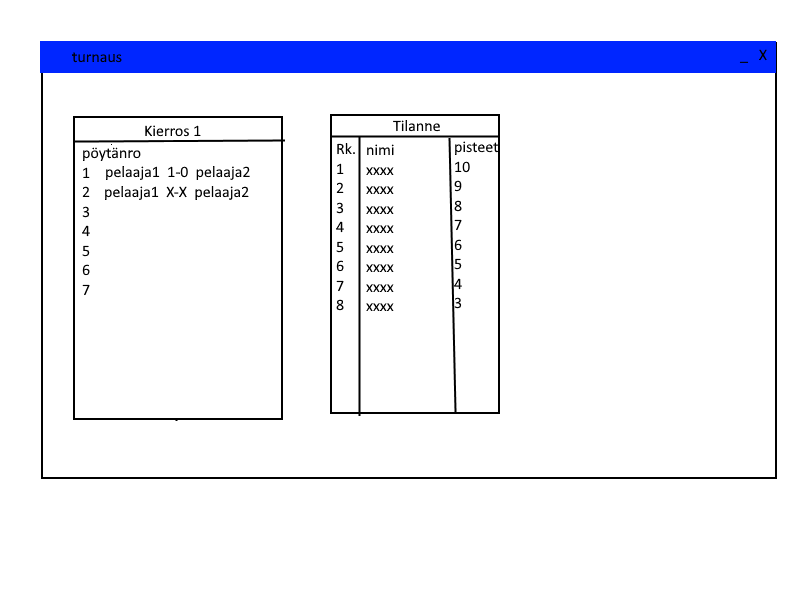 turnaus _ X
Kierros 1
pöytänro
1 pelaaja1 1-0 pelaaja2
2 pelaaja1 X-X pelaaja2
3
4
5
6
7
Tilanne
Rk. nimi pisteet
1 xxxx 10
2 xxxx 9
3 xxxx 8
4 xxxx 7
5 xxxx 6
6 xxxx 5
7 xxxx 4
8 xxxx 3